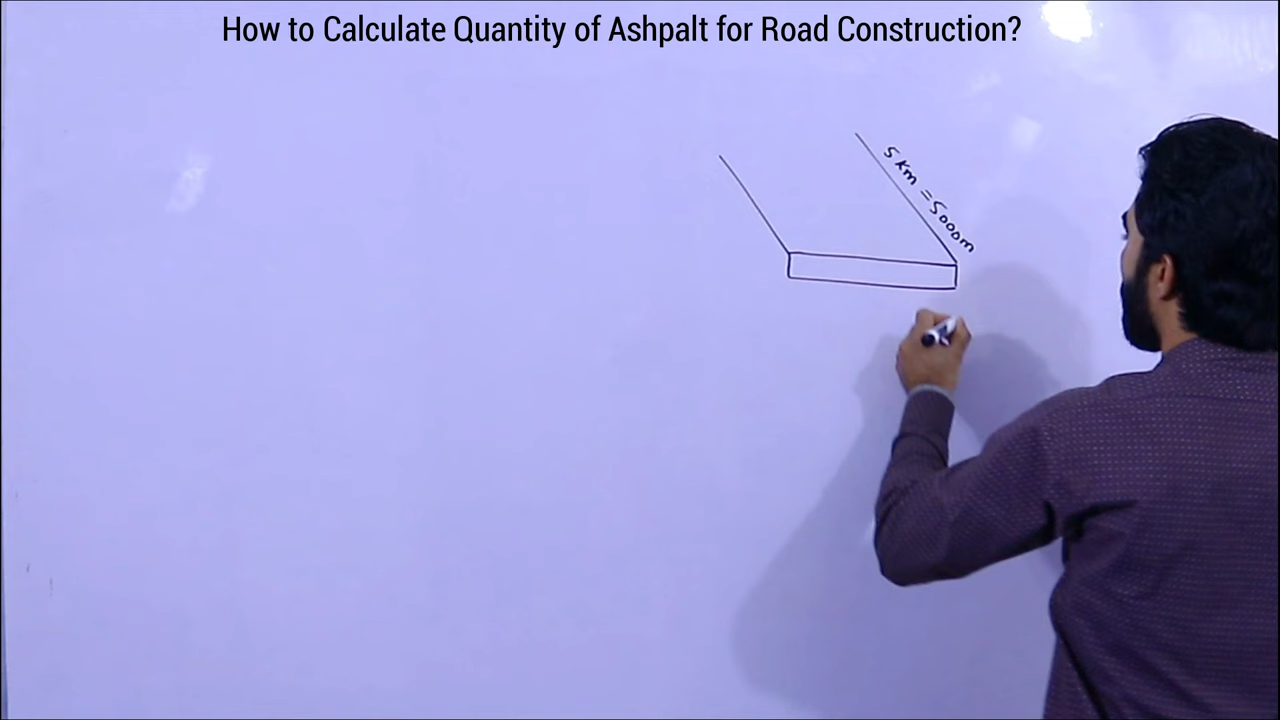 How to Calculate Quantity of Ashpalt for Road Construction?
5 km = 5000m